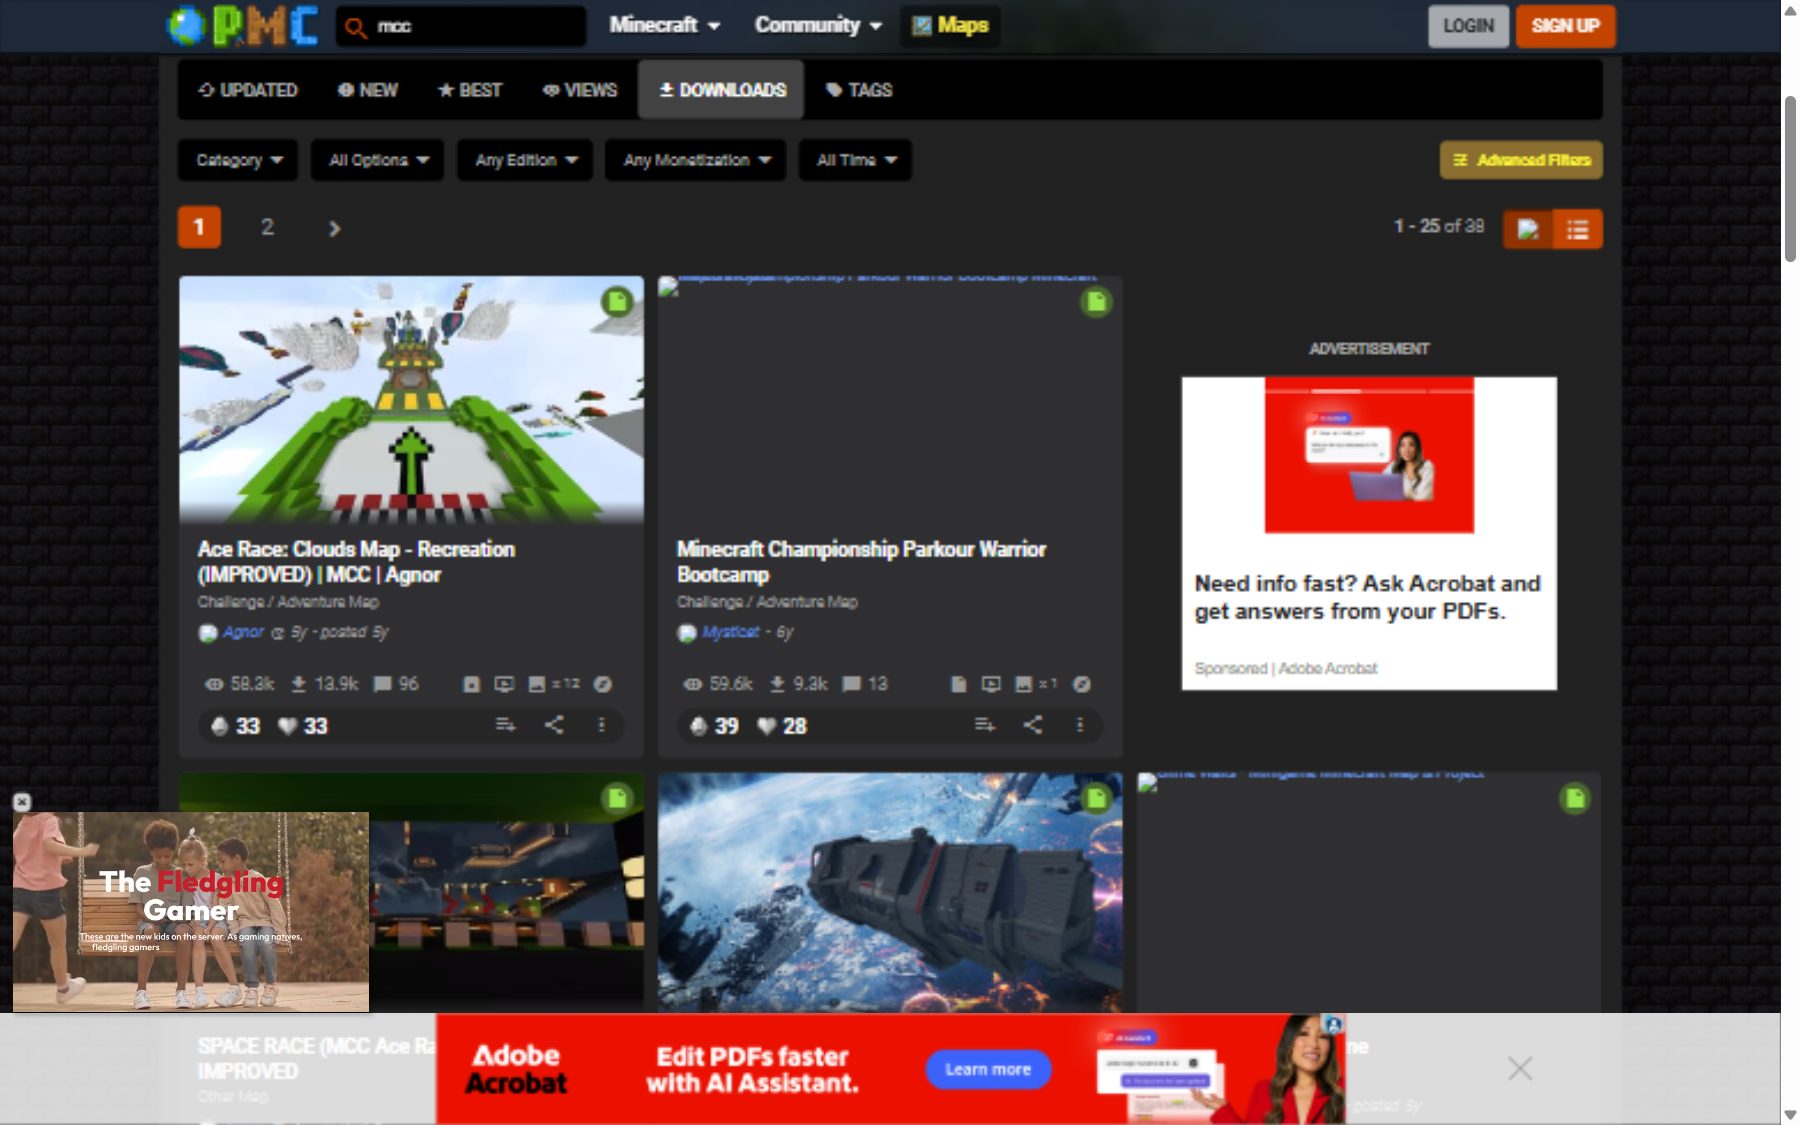 PMC
mcc
Minecraft
Community
Maps
LOGIN
SIGN UP
UPDATED
NEW
BEST
VIEWS
DOWNLOADS
TAGS
Category
All Options
Any Edition
Any Monetization
All Time
Advanced Filters
1
2
1 - 25 of 38
Ace Race: Clouds Map - Recreation
(IMPROVED) | MCC | Agnor
Challenge / Adventure Map
Agnor 5y - posted 5y
58.3k 13.9k 96 x 12
33 33
Minecraft Championship Parkour Warrior
Bootcamp
Challenge / Adventure Map
Mysticat - 6y
59.6k 9.3k 13 x 1
39 28
ADVERTISEMENT
Need info fast? Ask Acrobat and
get answers from your PDFs.
Sponsored | Adobe Acrobat
The Fledgling
Gamer
These are the new kids on the server. As gaming natives,
fledgling gamers
SPACE RACE (MCC Ace Ra
IMPROVED
Other Map
Adobe
Acrobat
Edit PDFs faster
with AI Assistant.
Learn more
me
- posted 5y